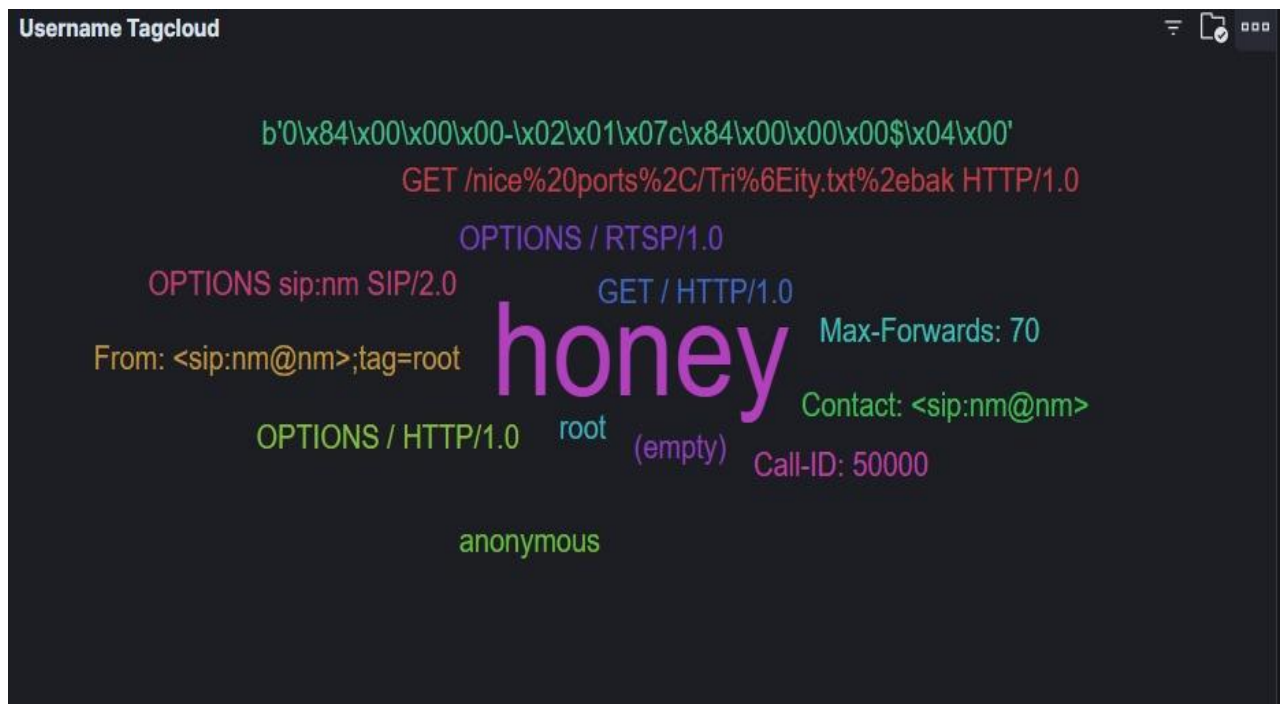 Username Tagcloud
b'0\x84\x00\x00\x00-\x02\x01\x07c\x84\x00\x00\x00$\x04\x00'
GET /nice%20ports%2C/Tri%6Eity.txt%2ebak HTTP/1.0
OPTIONS / RTSP/1.0
OPTIONS sip:nm SIP/2.0
GET / HTTP/1.0
honey
Max-Forwards: 70
From: <sip:nm@nm>;tag=root
Contact: <sip:nm@nm>
OPTIONS / HTTP/1.0
root
(empty)
Call-ID: 50000
anonymous